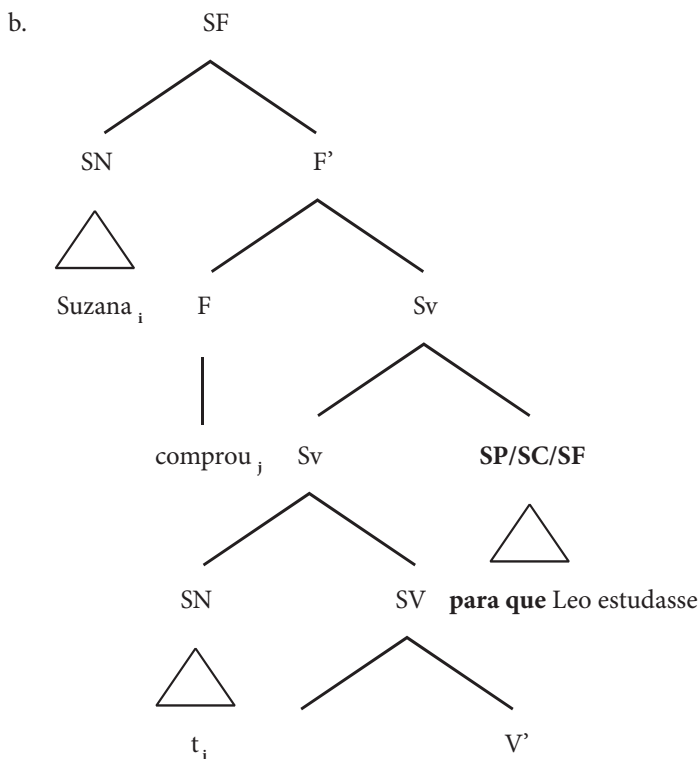 b. SF
SN F’
Suzana i F Sv
comprou j Sv SP/SC/SF
SN SV para que Leo estudasse
t i V’